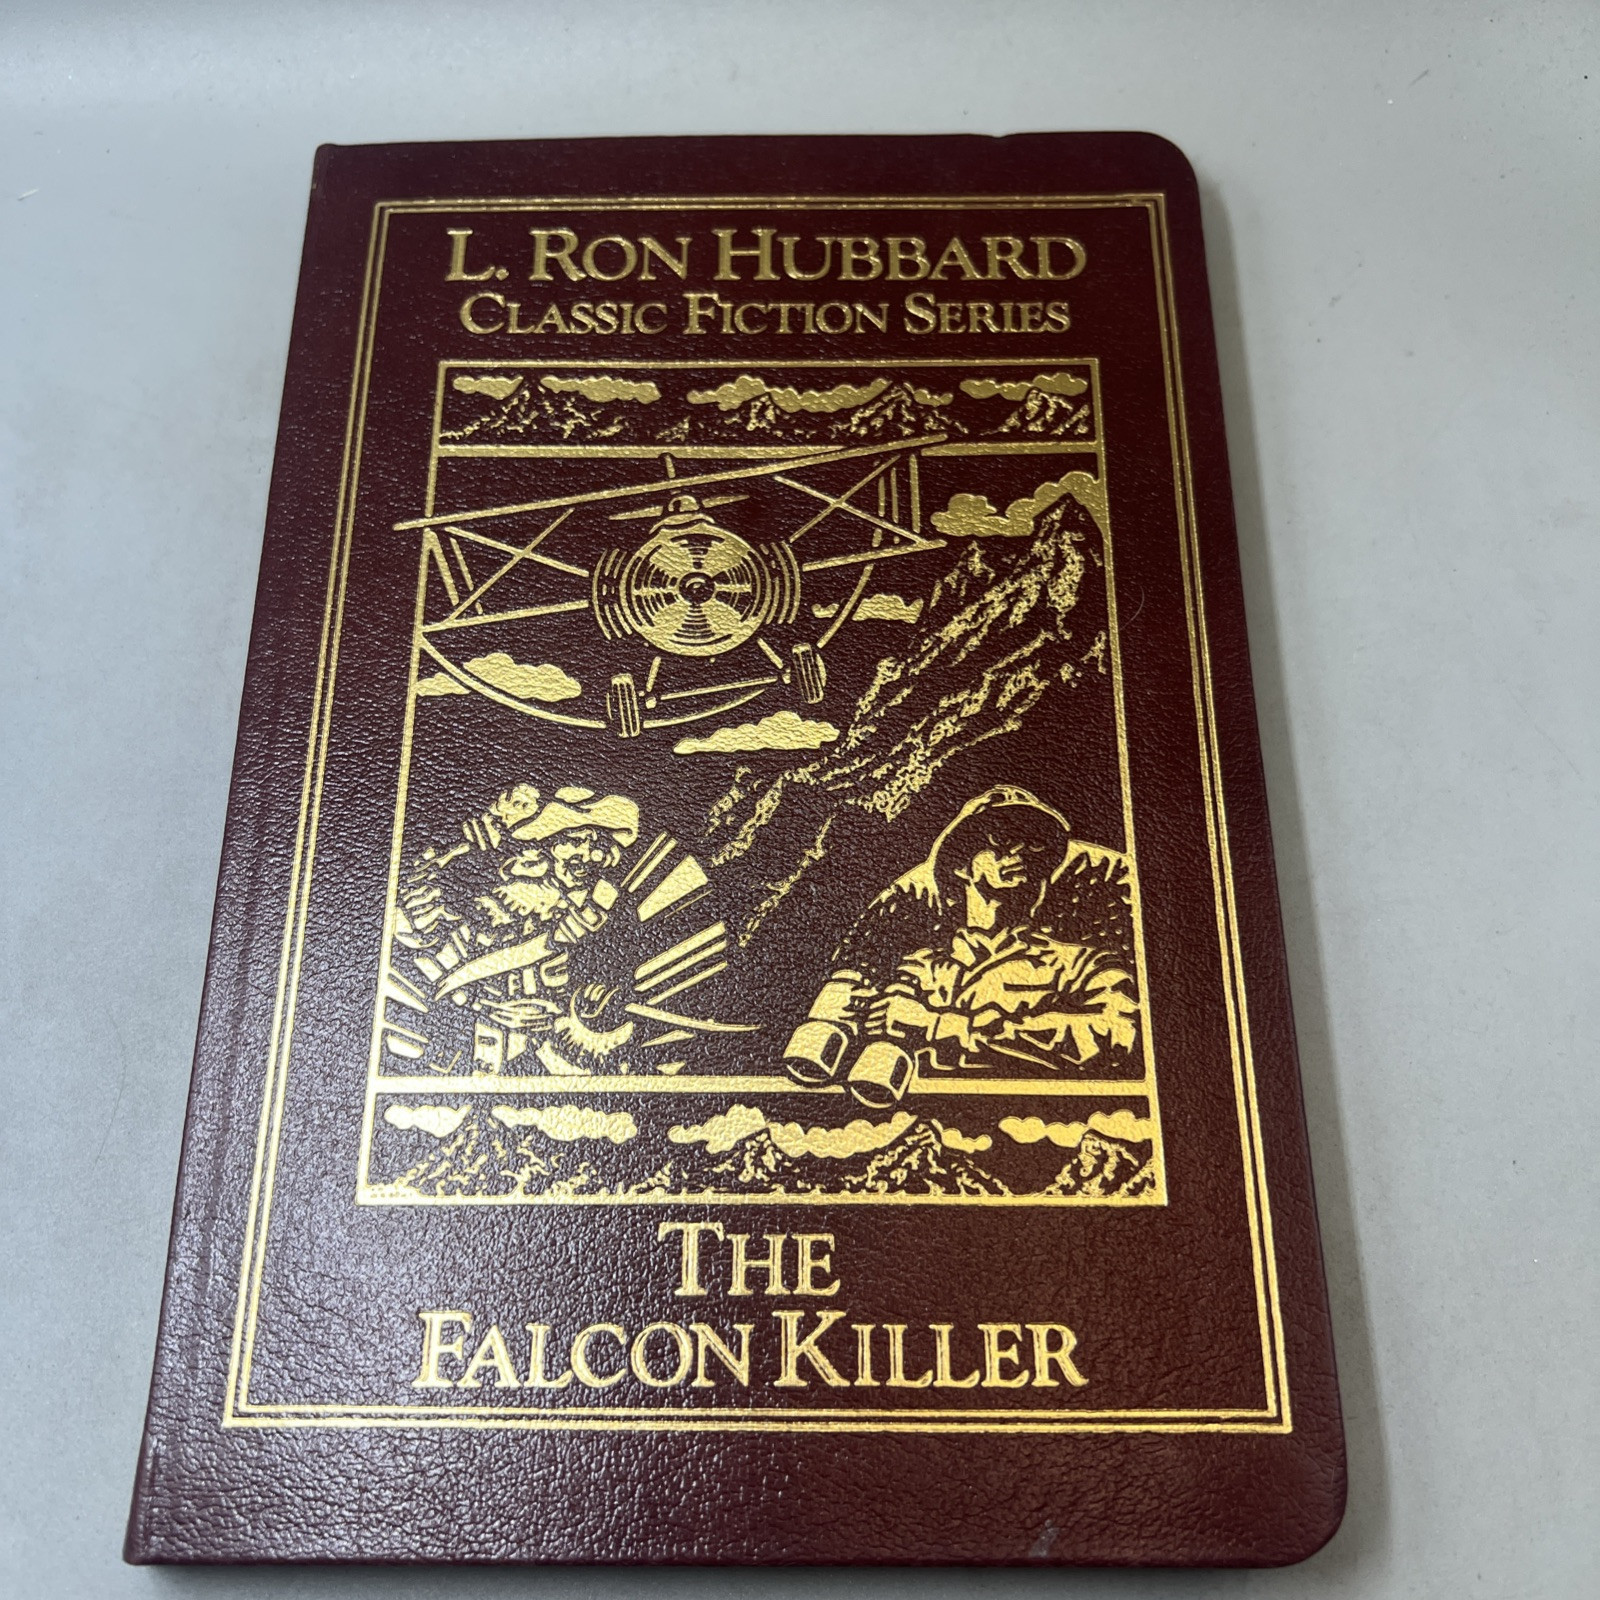 L. RON HUBBARD
CLASSIC FICTION SERIES
THE
FALCON KILLER